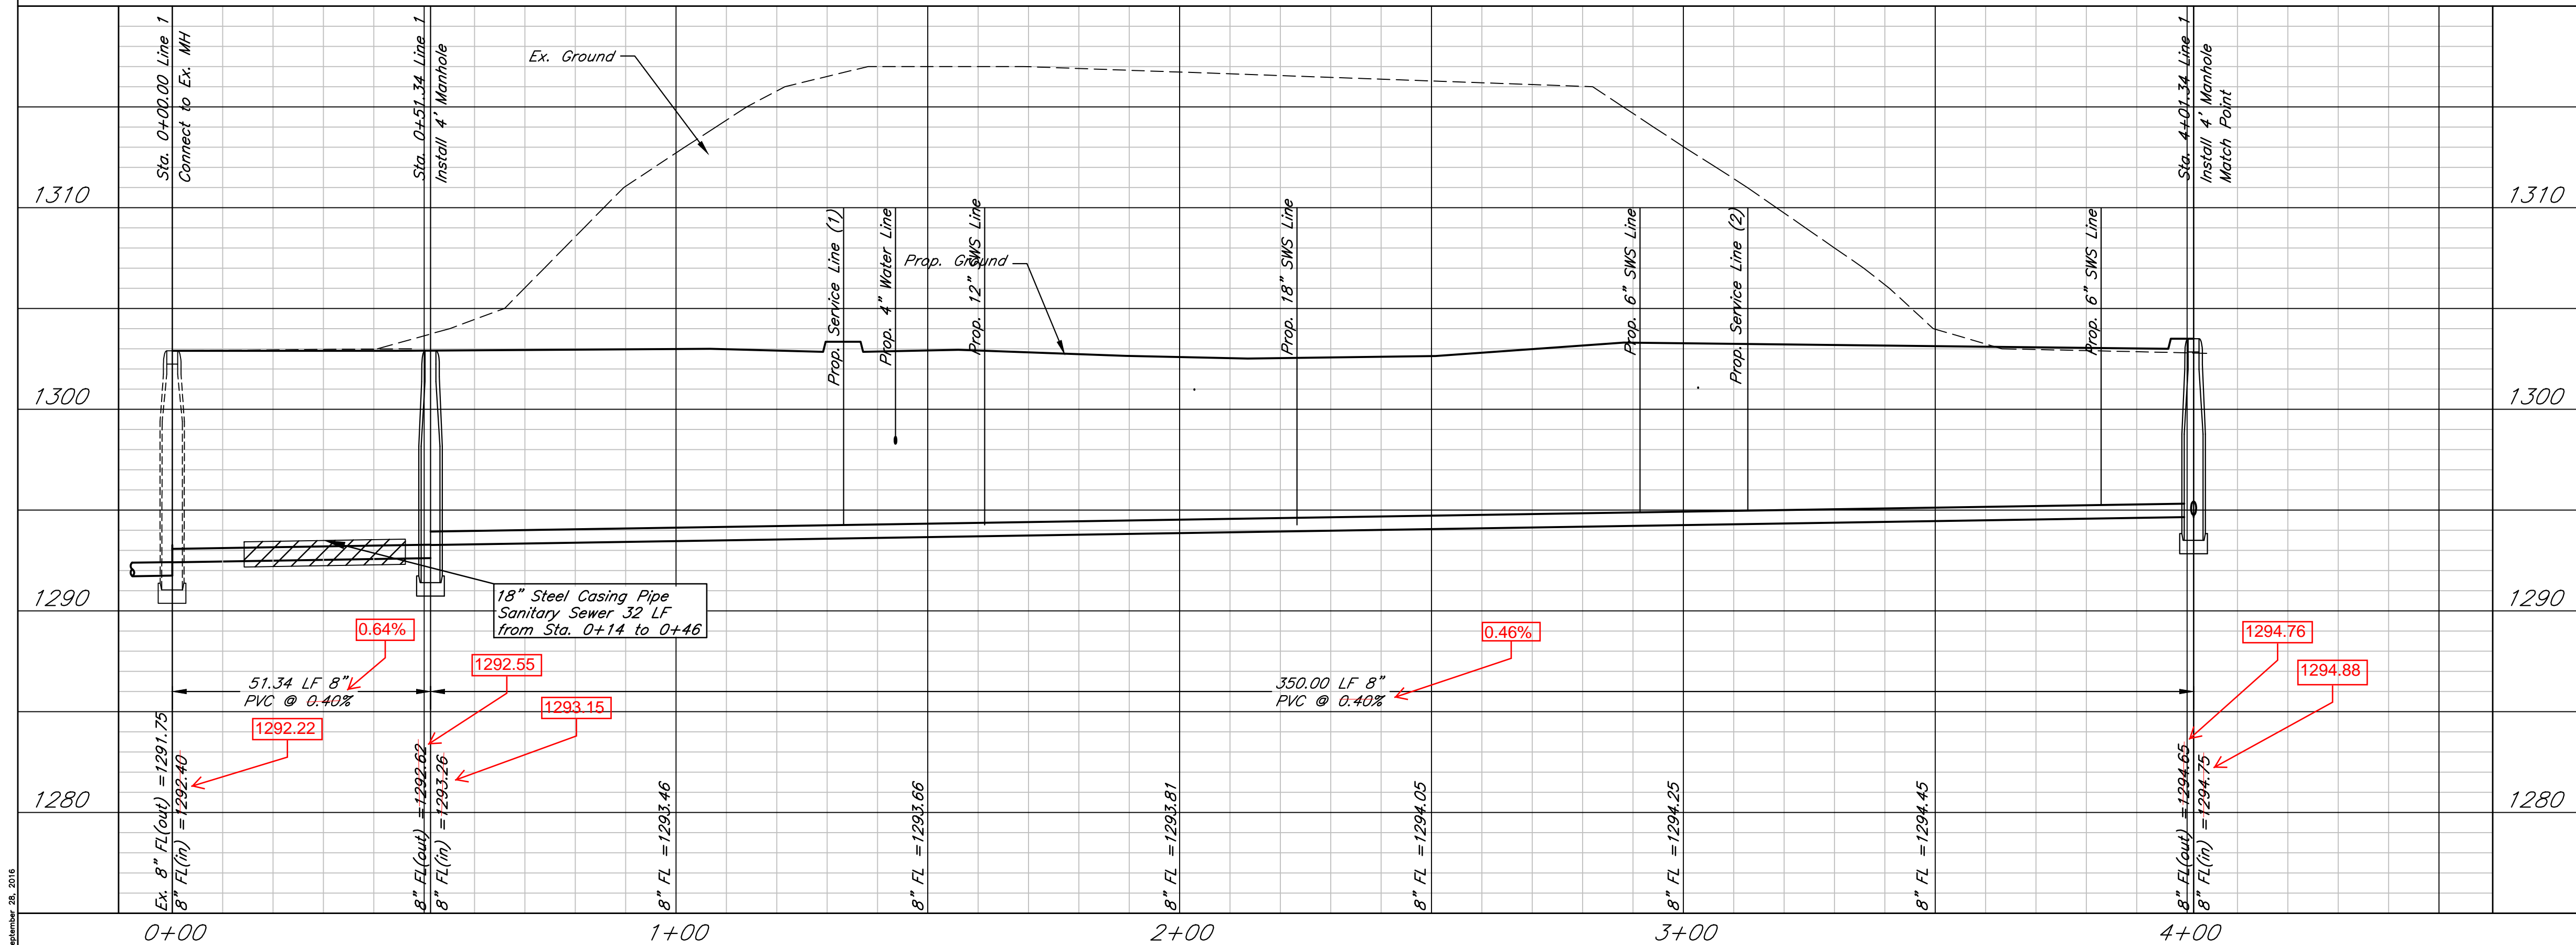 Sta. 0+00.00 Line 1
Connect to Ex. MH
Sta. 0+51.34 Line 1
Install 4' Manhole
Ex. Ground
Sta. 4+01.34 Line 1
Install 4' Manhole
Match Point
1310
1310
Prop. Service Line (1)
Prop. 4" Water Line
Prop. Ground
Prop. 12" SWS Line
Prop. 18" SWS Line
Prop. 6" SWS Line
Prop. Service Line (2)
Prop. 6" SWS Line
1300
1300
1290
1290
18" Steel Casing Pipe
Sanitary Sewer 32 LF
from Sta. 0+14 to 0+46
0.64%
0.46%
1294.76
1292.55
1294.88
51.34 LF 8"
PVC @ 0.40%
350.00 LF 8"
PVC @ 0.40%
1293.15
1292.22
Ex. 8" FL(out) =1291.75
8" FL(in) =1292.40
8" FL(out) =1292.62
8" FL(in) =1293.26
8" FL =1293.46
8" FL =1293.66
8" FL =1293.81
8" FL =1294.05
8" FL =1294.25
8" FL =1294.45
8" FL(out) =1294.65
8" FL(in) =1294.75
1280
1280
28, 2016
0+00
1+00
2+00
3+00
4+00